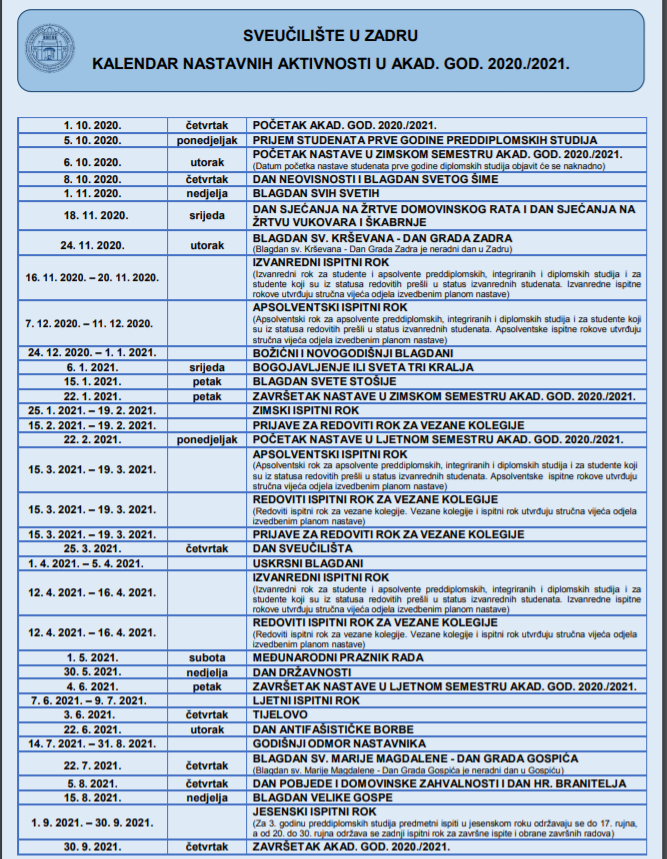 SVEUČILIŠTE U ZADRU
KALENDAR NASTAVNIH AKTIVNOSTI U AKAD. GOD. 2020./2021.
1. 10. 2020. četvrtak POČETAK AKAD. GOD. 2020./2021.
5. 10. 2020. ponedjeljak PRIJEM STUDENATA PRVE GODINE PREDDIPLOMSKIH STUDIJA
6. 10. 2020. utorak POČETAK NASTAVE U ZIMSKOM SEMESTRU AKAD. GOD. 2020./2021.
(Datum početka nastave studenata prve godine diplomskih studija objavit će se naknadno)
8. 10. 2020. četvrtak DAN NEOVISNOSTI I BLAGDAN SVETOG ŠIME
1. 11. 2020. nedjelja BLAGDAN SVIH SVETIH
18. 11. 2020. srijeda DAN SJEĆANJA NA ŽRTVE DOMOVINSKOG RATA I DAN SJEĆANJA NA
ŽRTVU VUKOVARA I ŠKABRNJE
24. 11. 2020. utorak BLAGDAN SV. KRŠEVANA - DAN GRADA ZADRA
(Blagdan sv. Krševana - Dan Grada Zadra je neradni dan u Zadru)
16. 11. 2020. – 20. 11. 2020. IZVANREDNI ISPITNI ROK
(Izvanredni rok za studente i apsolvente preddiplomskih, integriranih i diplomskih studija i za
studente koji su iz statusa redovitih prešli u status izvanrednih studenata. Izvanredne ispitne
rokove utvrđuju stručna vijeća odjela izvedbenim planom nastave)
7. 12. 2020. – 11. 12. 2020. APSOLVENTSKI ISPITNI ROK
(Apsolventski rok za apsolvente preddiplomskih, integriranih i diplomskih studija i za studente koji
su iz statusa redovitih prešli u status izvanrednih studenata. Apsolventske ispitne rokove utvrđuju
stručna vijeća odjela izvedbenim planom nastave)
24. 12. 2020. – 1. 1. 2021. BOŽIĆNI I NOVOGODIŠNJI BLAGDANI
6. 1. 2021. srijeda BOGOJAVLJENJE ILI SVETA TRI KRALJA
15. 1. 2021. petak BLAGDAN SVETE STOŠIJE
22. 1. 2021. petak ZAVRŠETAK NASTAVE U ZIMSKOM SEMESTRU AKAD. GOD. 2020./2021.
25. 1. 2021. – 19. 2. 2021. ZIMSKI ISPITNI ROK
15. 2. 2021. – 19. 2. 2021. PRIJAVE ZA REDOVITI ROK ZA VEZANE KOLEGIJE
22. 2. 2021. ponedjeljak POČETAK NASTAVE U LJETNOM SEMESTRU AKAD. GOD. 2020./2021.
15. 3. 2021. – 19. 3. 2021. APSOLVENTSKI ISPITNI ROK
(Apsolventski rok za apsolvente preddiplomskih, integriranih i diplomskih studija i za studente koji
su iz statusa redovitih prešli u status izvanrednih studenata. Apsolventske ispitne rokove utvrđuju
stručna vijeća odjela izvedbenim planom nastave)
15. 3. 2021. – 19. 3. 2021. REDOVITI ISPITNI ROK ZA VEZANE KOLEGIJE
(Redoviti ispitni rok za vezane kolegije. Vezane kolegije i ispitni rok utvrđuju stručna vijeća odjela
izvedbenim planom nastave)
15. 3. 2021. – 19. 3. 2021. PRIJAVE ZA REDOVITI ROK ZA VEZANE KOLEGIJE
25. 3. 2021. četvrtak DAN SVEUČILIŠTA
1. 4. 2021. – 5. 4. 2021. USKRSNI BLAGDANI
12. 4. 2021. – 16. 4. 2021. IZVANREDNI ISPITNI ROK
(Izvanredni rok za studente i apsolvente preddiplomskih, integriranih i diplomskih studija i za
studente koji su iz statusa redovitih prešli u status izvanrednih studenata. Izvanredne ispitne
rokove utvrđuju stručna vijeća odjela izvedbenim planom nastave)
12. 4. 2021. – 16. 4. 2021. REDOVITI ISPITNI ROK ZA VEZANE KOLEGIJE
(Redoviti ispitni rok za vezane kolegije. Vezane kolegije i ispitni rok utvrđuju stručna vijeća odjela
izvedbenim planom nastave)
1. 5. 2021. subota MEĐUNARODNI PRAZNIK RADA
30. 5. 2021. nedjelja DAN DRŽAVNOSTI
4. 6. 2021. petak ZAVRŠETAK NASTAVE U LJETNOM SEMESTRU AKAD. GOD. 2020./2021.
7. 6. 2021. – 9. 7. 2021. LJETNI ISPITNI ROK
3. 6. 2021. četvrtak TIJELOVO
22. 6. 2021. utorak DAN ANTIFAŠISTIČKE BORBE
14. 7. 2021. – 31. 8. 2021. GODIŠNJI ODMOR NASTAVNIKA
22. 7. 2021. četvrtak BLAGDAN SV. MARIJE MAGDALENE - DAN GRADA GOSPIĆA
(Blagdan sv. Marije Magdalene - Dan Grada Gospića je neradni dan u Gospiću)
5. 8. 2021. četvrtak DAN POBJEDE I DOMOVINSKE ZAHVALNOSTI I DAN HR. BRANITELJA
15. 8. 2021. nedjelja BLAGDAN VELIKE GOSPE
1. 9. 2021. – 30. 9. 2021. JESENSKI ISPITNI ROK
(Za 3. godinu preddiplomskih studija predmetni ispiti u jesenskom roku održavaju se do 17. rujna,
a od 20. do 30. rujna održava se zadnji ispitni rok za završne ispite i obrane završnih radova)
30. 9. 2021. četvrtak ZAVRŠETAK AKAD. GOD. 2020./2021.